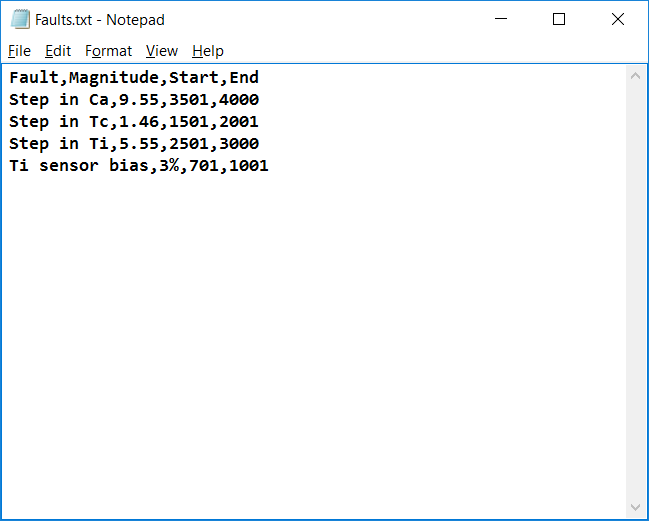 Faults.txt - Notepad
File Edit Format View Help
Fault,Magnitude,Start,End
Step in Ca,9.55,3501,4000
Step in Tc,1.46,1501,2001
Step in Ti,5.55,2501,3000
Ti sensor bias,3%,701,1001